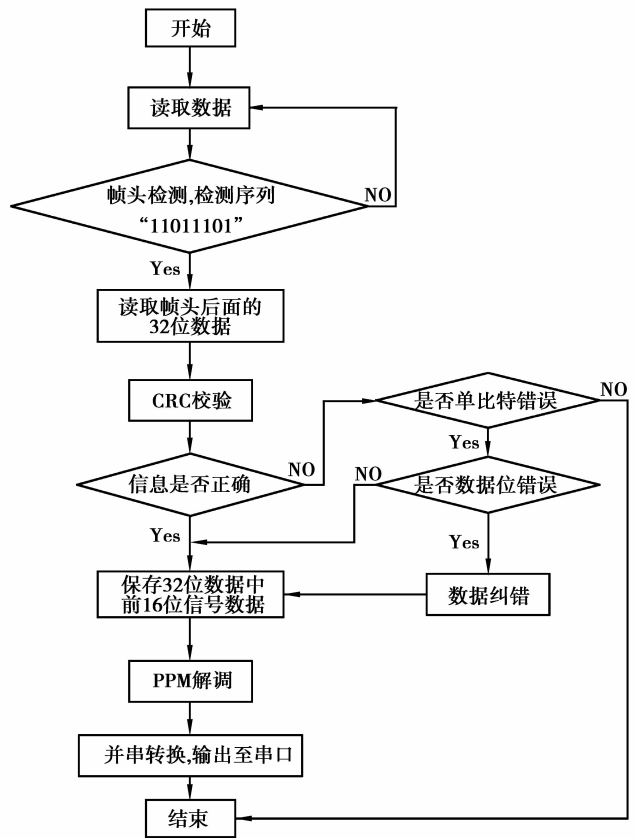 开始
读取数据
帧头检测,检测序列
“11011101”
NO
Yes
读取帧头后面的
32位数据
CRC校验
信息是否正确
NO
Yes
是否单比特错误
NO
Yes
是否数据位错误
NO
Yes
数据纠错
保存32位数据中
前16位信号数据
PPM解调
并串转换,输出至串口
结束